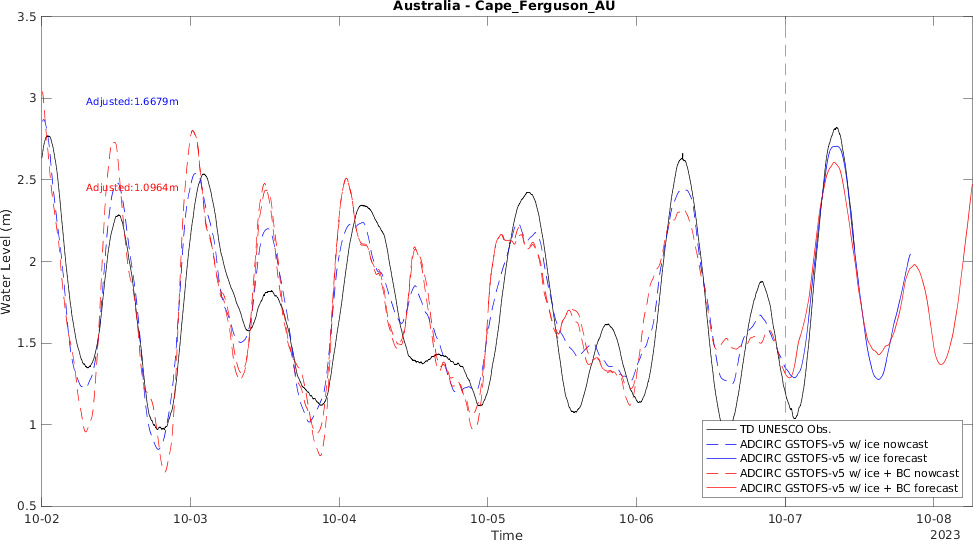 Australia - Cape_Ferguson_AU
3.5
3
2.5
2
1.5
1
0.5
Water Level (m)
Adjusted:1.6679m
Adjusted:1.0964m
TD UNESCO Obs.
ADCIRC GSTOFS-v5 w/ ice nowcast
ADCIRC GSTOFS-v5 w/ ice forecast
ADCIRC GSTOFS-v5 w/ ice + BC nowcast
ADCIRC GSTOFS-v5 w/ ice + BC forecast
10-02 10-03 10-04 10-05 10-06 10-07 10-08
Time
2023